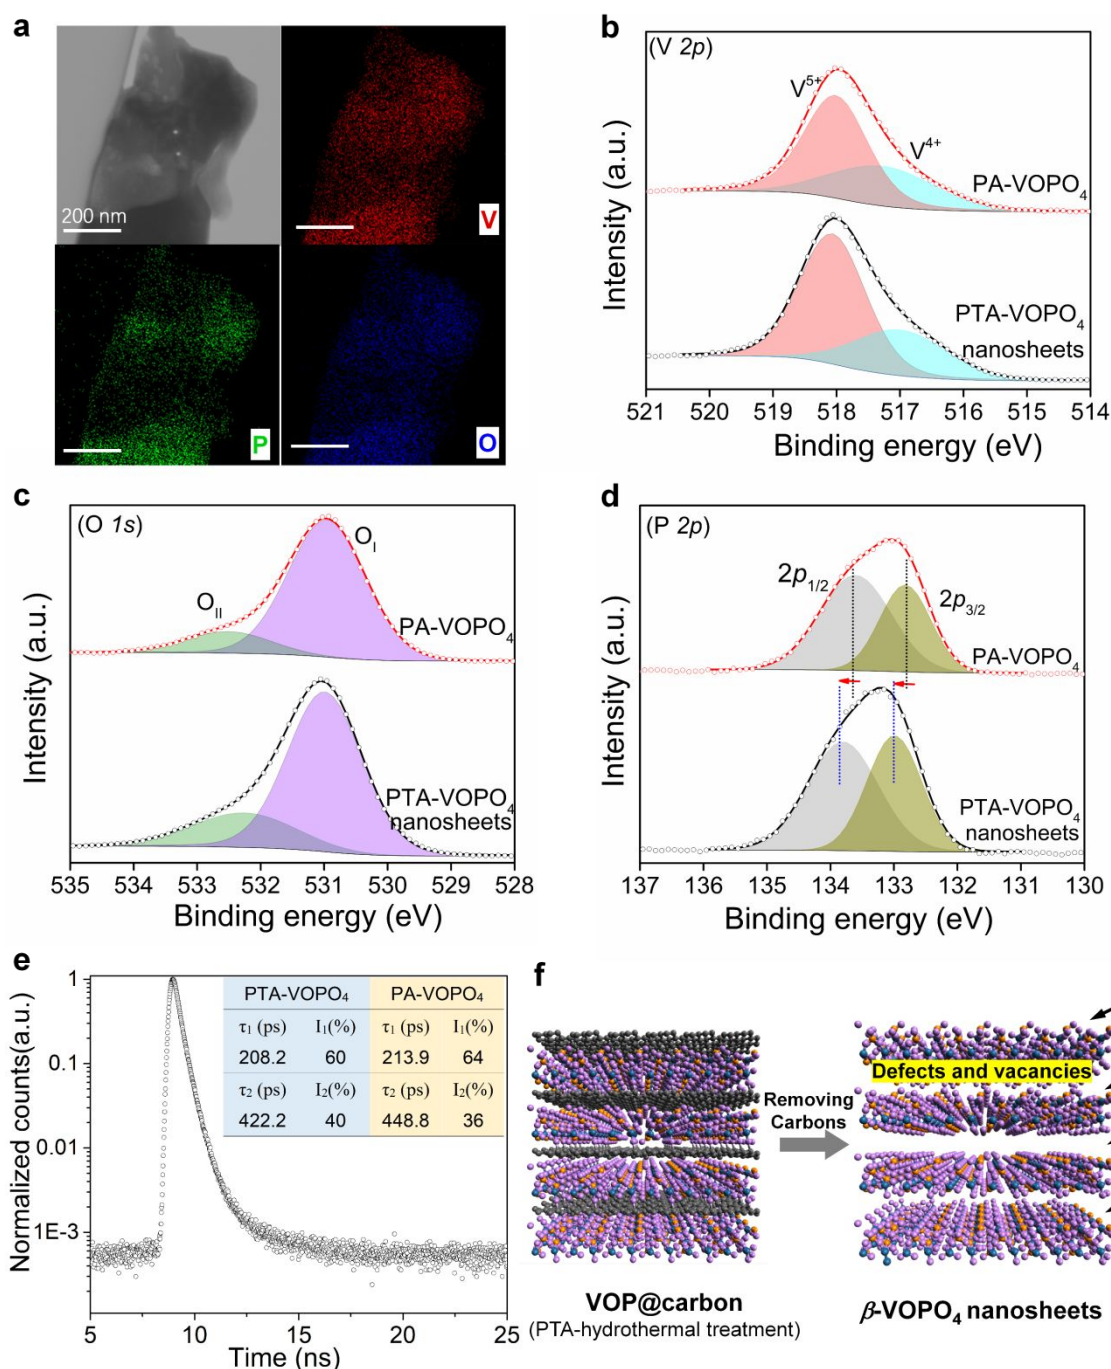 a
200 nm
V
P
O
b
(V 2p)
V⁵⁺
V⁴⁺
PA-VOPO₄
PTA-VOPO₄
nanosheets
Intensity (a.u.)
521 520 519 518 517 516 515 514
Binding energy (eV)
c
(O 1s)
O_I
O_II
PA-VOPO₄
PTA-VOPO₄
nanosheets
Intensity (a.u.)
535 534 533 532 531 530 529 528
Binding energy (eV)
d
(P 2p)
2p₁/₂
2p₃/₂
PA-VOPO₄
PTA-VOPO₄
nanosheets
Intensity (a.u.)
137 136 135 134 133 132 131 130
Binding energy (eV)
e
Normalized counts(a.u.)
1
0.1
0.01
1E-3
PTA-VOPO₄ PA-VOPO₄
τ₁ (ps) I₁(%) τ₁ (ps) I₁(%)
208.2 60 213.9 64
τ₂ (ps) I₂(%) τ₂ (ps) I₂(%)
422.2 40 448.8 36
5 10 15 20 25
Time (ns)
f
Defects and vacancies
Removing
Carbons
VOP@carbon
(PTA-hydrothermal treatment)
β-VOPO₄ nanosheets